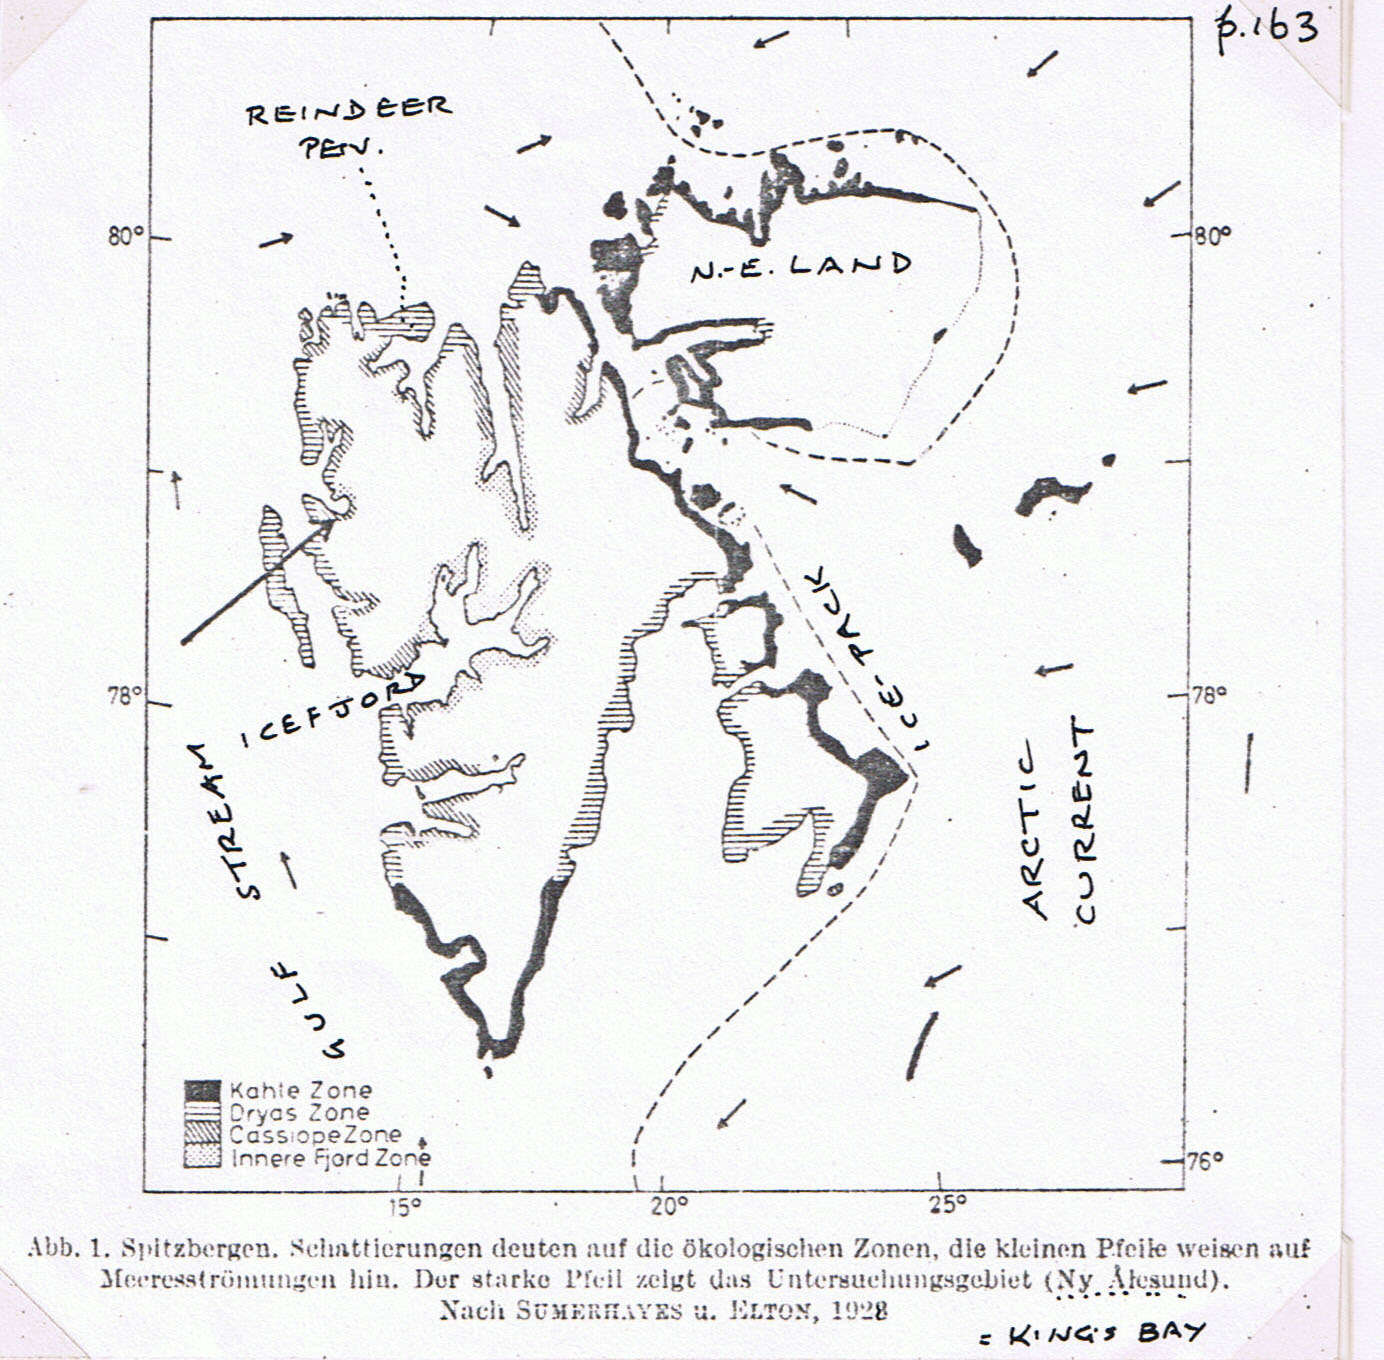 p.163
REINDEER
PEN.
80°
80°
N.-E. LAND
ICE-PACK
78°
78°
ICEFJORD
GULF STREAM
ARCTIC
CURRENT
Kahle Zone
Dryas Zone
Cassiope Zone
Innere Fjord Zone
76°
15°
20°
25°
Abb. 1. Spitzbergen. Schattierungen deuten auf die ökologischen Zonen, die kleinen Pfeile weisen auf
Meeresströmungen hin. Der starke Pfeil zeigt das Untersuchungsgebiet (Ny Ålesund).
Nach SUMERHAYES u. ELTON, 1928
= KING'S BAY